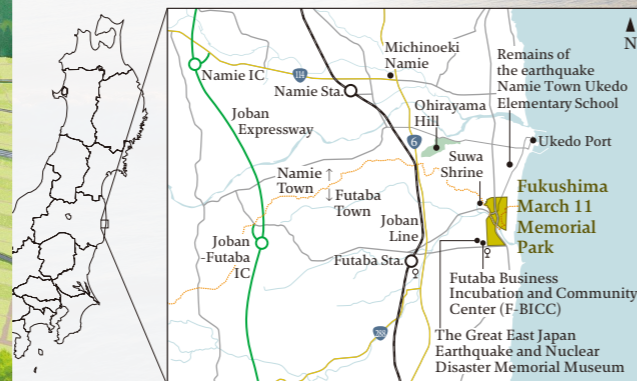 N
Michinoeki
Namie
Remains of
the earthquake
Namie Town Ukedo
Elementary School
Namie IC
114
Namie Sta.
Ohirayama
Hill
Joban
Expressway
6
Ukedo Port
Suwa
Shrine
Namie ↑
Town
↓ Futaba
Town
Fukushima
March 11
Memorial
Park
Joban
Line
Joban
-Futaba
IC
Futaba Sta.
Futaba Business
Incubation and Community
Center (F-BICC)
288
The Great East Japan
Earthquake and Nuclear
Disaster Memorial Museum